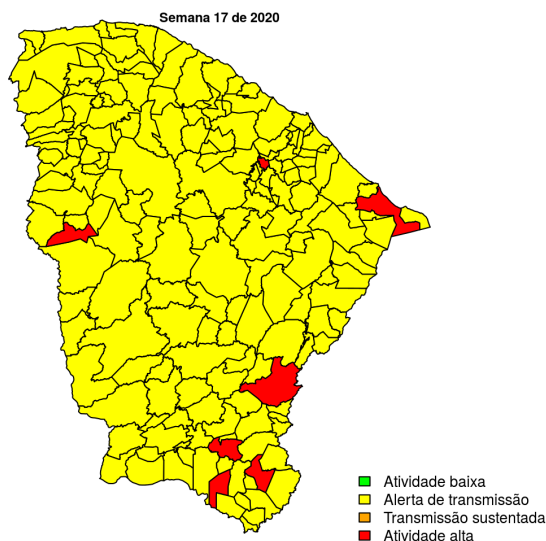 Semana 17 de 2020
Atividade baixa
Alerta de transmissão
Transmissão sustentada
Atividade alta